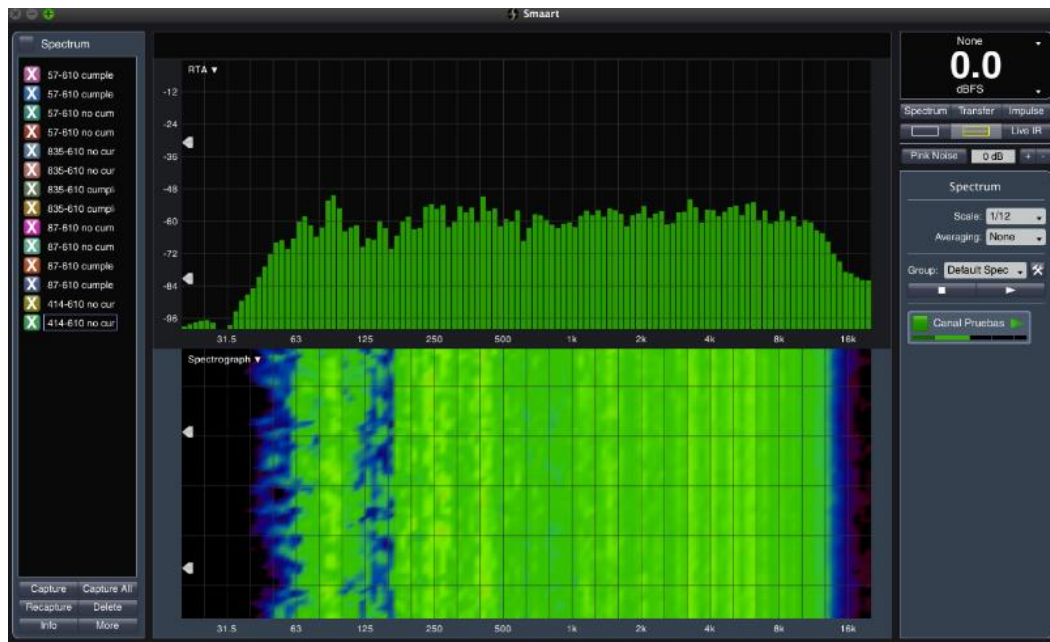 Smaart
Spectrum
X 57-610 cumple
X 57-610 cumple
X 57-610 no cum
X 57-610 no cum
X 835-610 no cur
X 835-610 no cur
X 835-610 cumpl
X 835-610 cumpl
X 87-610 no cum
X 87-610 no cum
X 87-610 cumple
X 87-610 cumple
X 414-610 no cur
X 414-610 no cur
Capture Capture All
Recapture Delete
Info More
RTA
-12
-24
-36
-48
-60
-72
-84
-96
31.5 63 125 250 500 1k 2k 4k 8k 16k
Spectrograph
31.5 63 125 250 500 1k 2k 4k 8k 16k
None
0.0
dBFS
Spectrum Transfer Impulse
Live IR
Pink Noise 0 dB + -
Spectrum
Scale: 1/12
Averaging: None
Group: Default Spec
Canal Pruebas